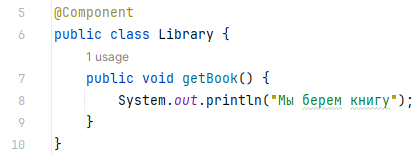 5 @Component
6 public class Library {
1 usage
7 public void getBook() {
8 System.out.println("Мы берем книгу");
9 }
10 }